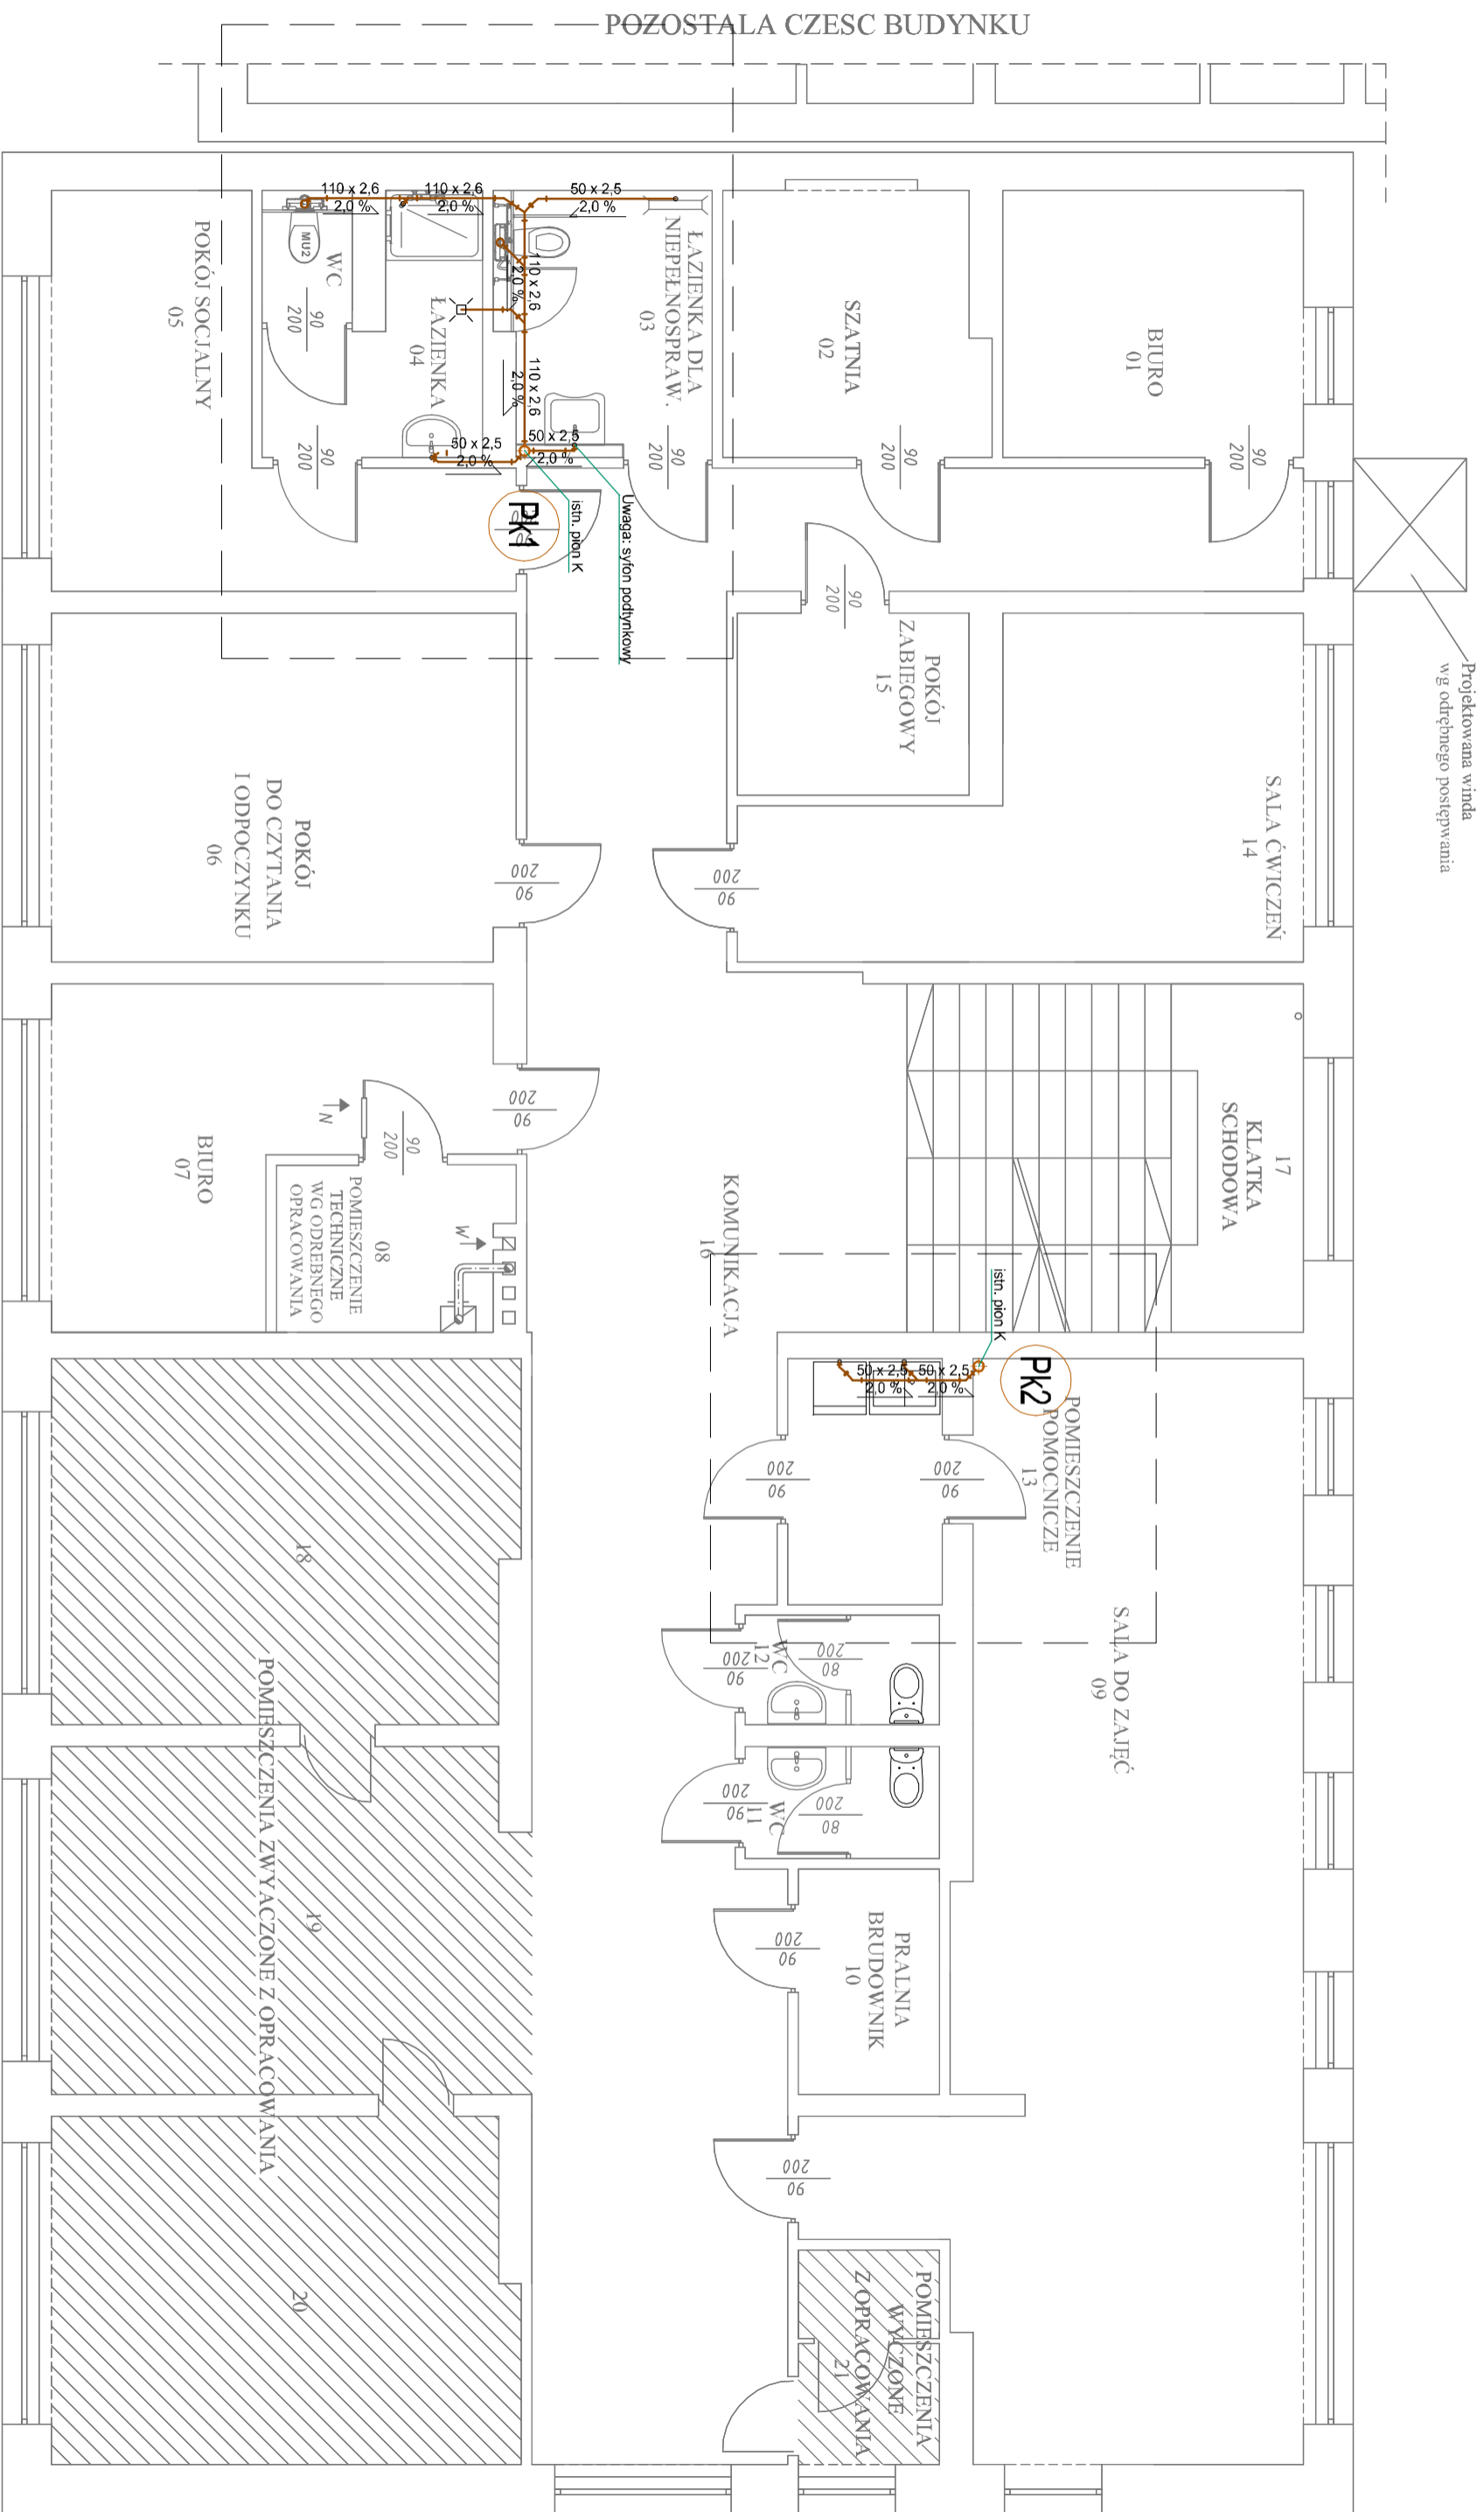 POZOSTALA CZESC BUDYNKU
Projektowana winda
wg odrębnego postępwania
BIURO
01
90
200
SZATNIA
02
90
200
ŁAZIENKA DLA
NIEPEŁNOSPRAW.
03
90
200
ŁAZIENKA
04
90
200
WC
MU2
90
200
POKÓJ SOCJALNY
05
110 x 2,6
2,0 %
110 x 2,6
2,0 %
50 x 2,5
2,0 %
110 x 2,6
2,0 %
110 x 2,6
2,0 %
50 x 2,5
2,0 %
50 x 2,5
2,0 %
Pk1
istn. pion K
Uwaga: syfon podtynkowy
POKÓJ
ZABIEGOWY
15
90
200
SALA ĆWICZEŃ
14
200
90
POKÓJ
DO CZYTANIA
I ODPOCZYNKU
06
200
90
17
KLATKA
SCHODOWA
BIURO
07
200
90
N
90
200
08
POMIESZCZENIE
TECHNICZNE
WG ODREBNEGO
OPRACOWANIA
W
KOMUNIKACJA
16
istn. pion K
Pk2
50 x 2,5
2,0 %
50 x 2,5
2,0 %
POMIESZCZENIE
POMOCNICZE
13
200
90
200
90
SALA DO ZAJĘĆ
09
WC
12
200
90
200
80
WC
11
200
90
200
80
PRALNIA
BRUDOWNIK
10
200
90
200
90
POMIESZCZENIA
WYŁCZONE
Z OPRACOWANIA
21
18
19
20
POMIESZCZENIA ZWYACZONE Z OPRACOWANIA